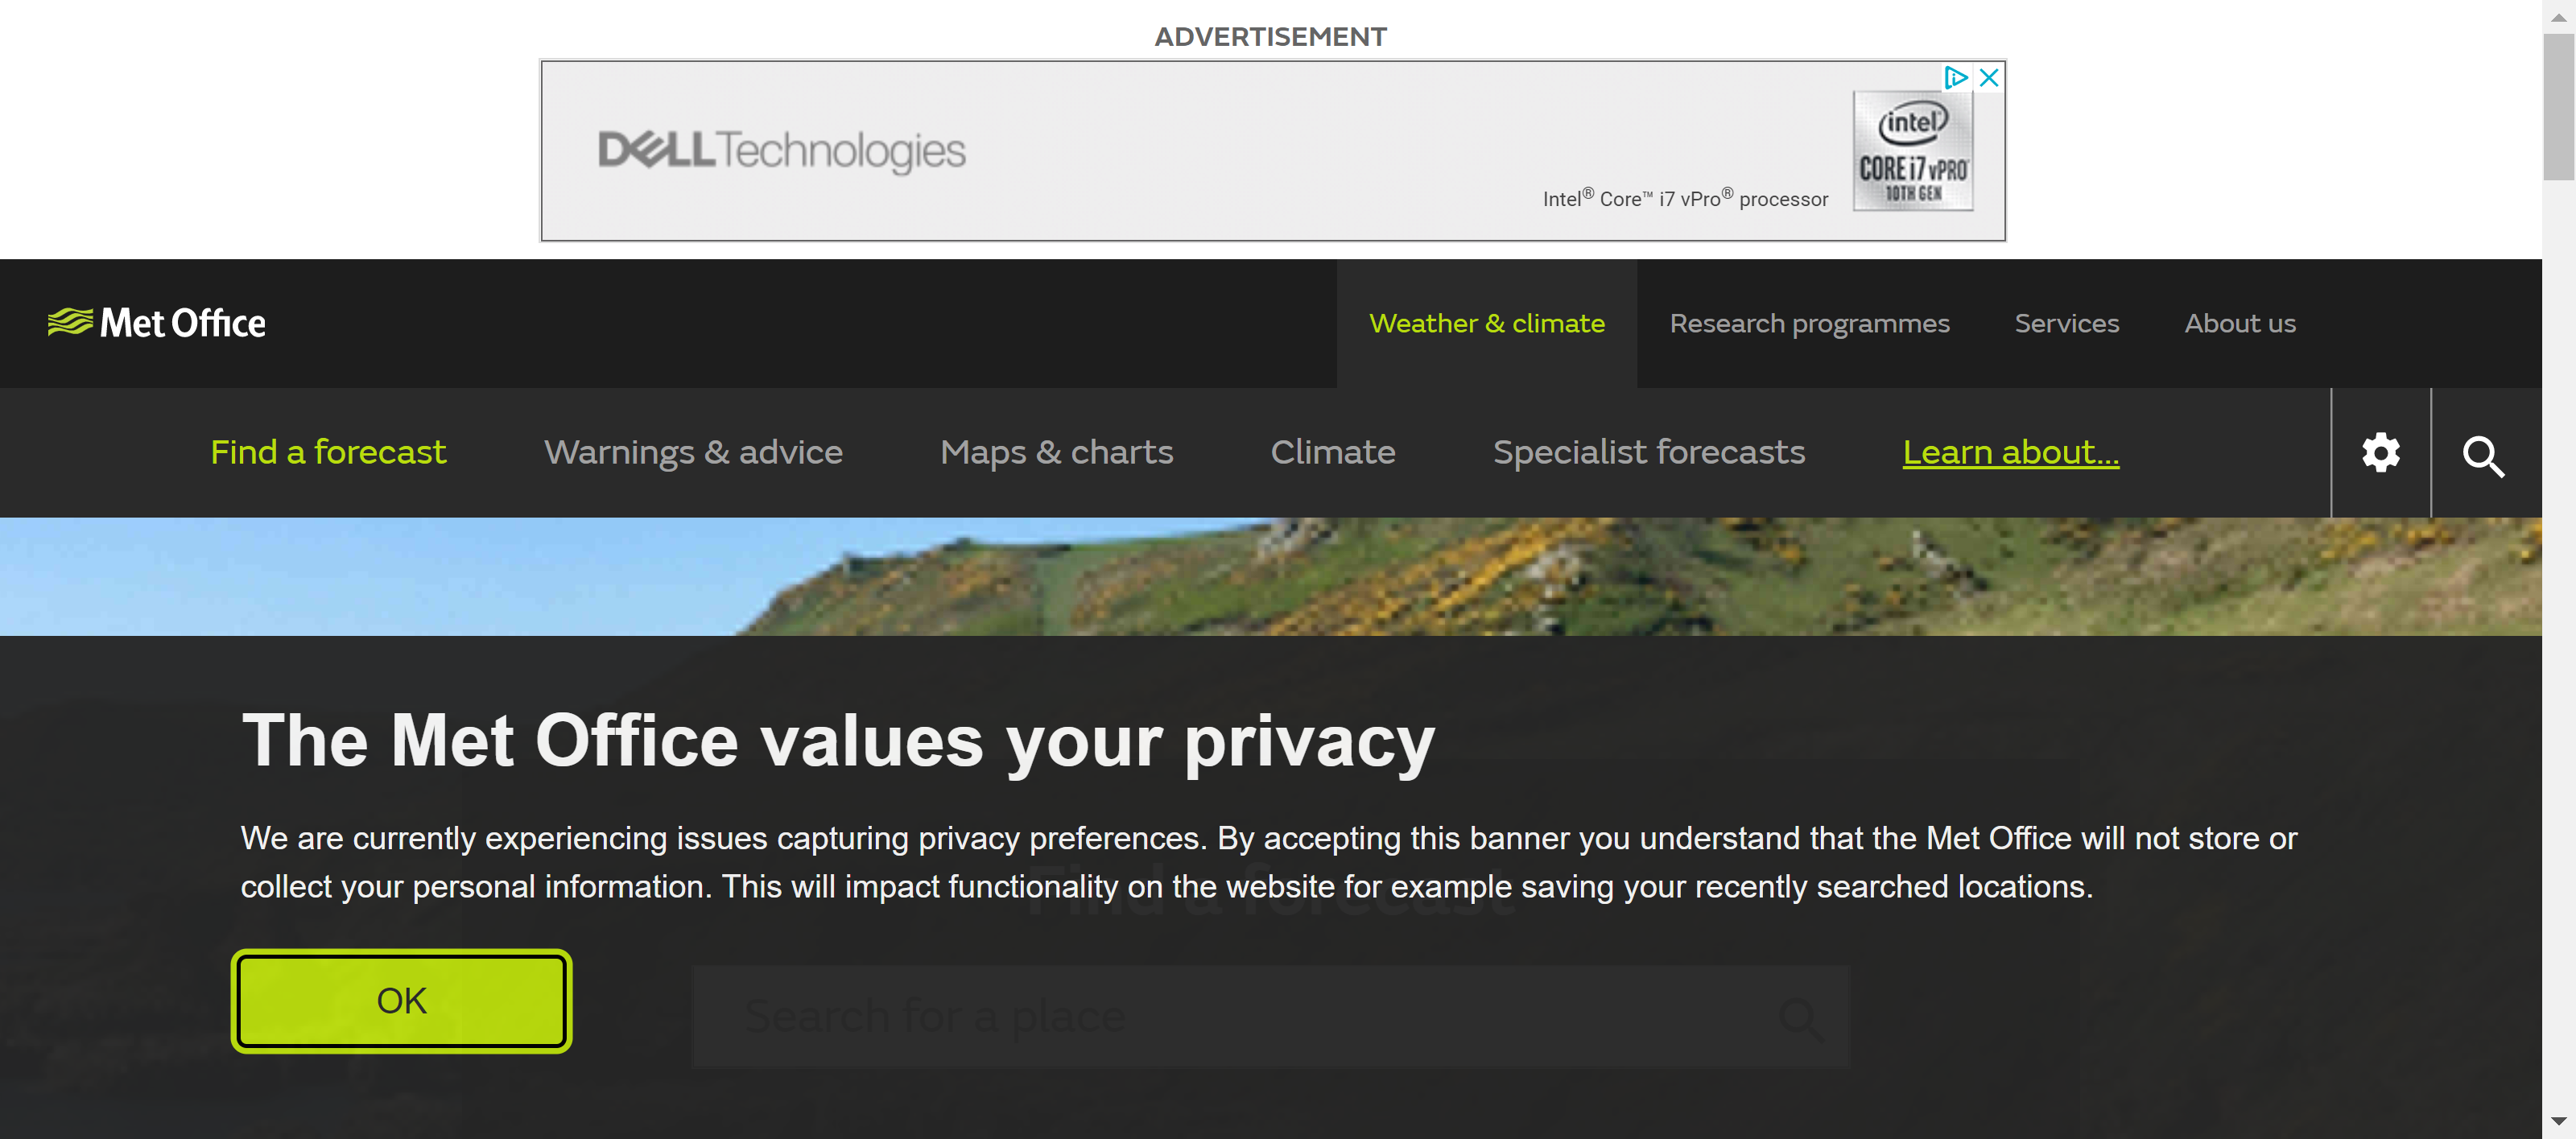 ADVERTISEMENT
DELL Technologies
intel
CORE i7 vPRO
10TH GEN
Intel® Core™ i7 vPro® processor
Met Office
Weather & climate
Research programmes
Services
About us
Find a forecast
Warnings & advice
Maps & charts
Climate
Specialist forecasts
Learn about...
The Met Office values your privacy
We are currently experiencing issues capturing privacy preferences. By accepting this banner you understand that the Met Office will not store or
collect your personal information. This will impact functionality on the website for example saving your recently searched locations.
Find a forecast
OK
Search for a place